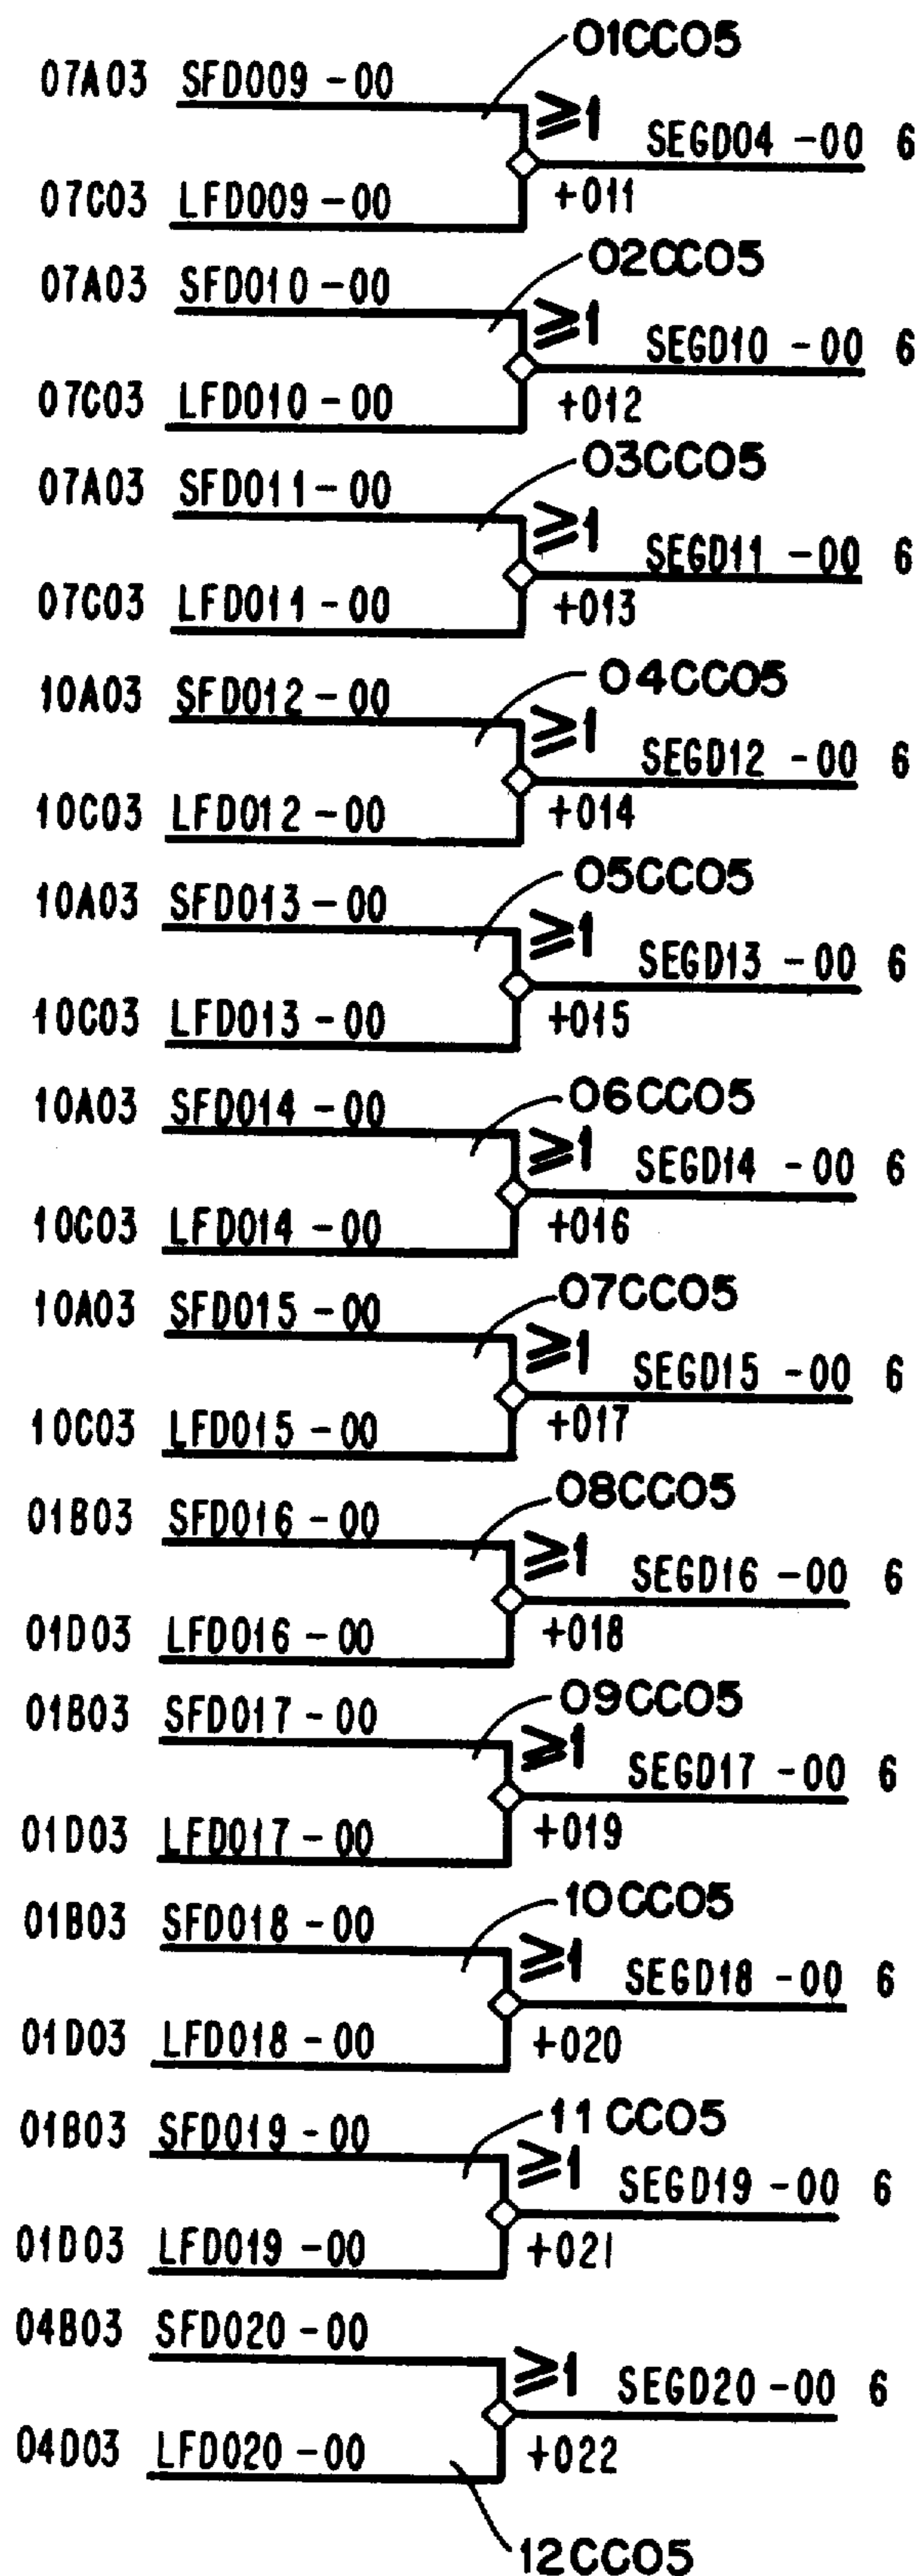 01CC05
07A03 SFD009-00
≥1
SEGD04-00 6
+011
07C03 LFD009-00
02CC05
07A03 SFD010-00
≥1
SEGD10-00 6
+012
07C03 LFD010-00
03CC05
07A03 SFD011-00
≥1
SEGD11-00 6
+013
07C03 LFD011-00
04CC05
10A03 SFD012-00
≥1
SEGD12-00 6
+014
10C03 LFD012-00
05CC05
10A03 SFD013-00
≥1
SEGD13-00 6
+015
10C03 LFD013-00
06CC05
10A03 SFD014-00
≥1
SEGD14-00 6
+016
10C03 LFD014-00
07CC05
10A03 SFD015-00
≥1
SEGD15-00 6
+017
10C03 LFD015-00
08CC05
01B03 SFD016-00
≥1
SEGD16-00 6
+018
01D03 LFD016-00
09CC05
01B03 SFD017-00
≥1
SEGD17-00 6
+019
01D03 LFD017-00
10CC05
01B03 SFD018-00
≥1
SEGD18-00 6
+020
01D03 LFD018-00
11CC05
01B03 SFD019-00
≥1
SEGD19-00 6
+021
01D03 LFD019-00
04B03 SFD020-00
≥1
SEGD20-00 6
+022
04D03 LFD020-00
12CC05